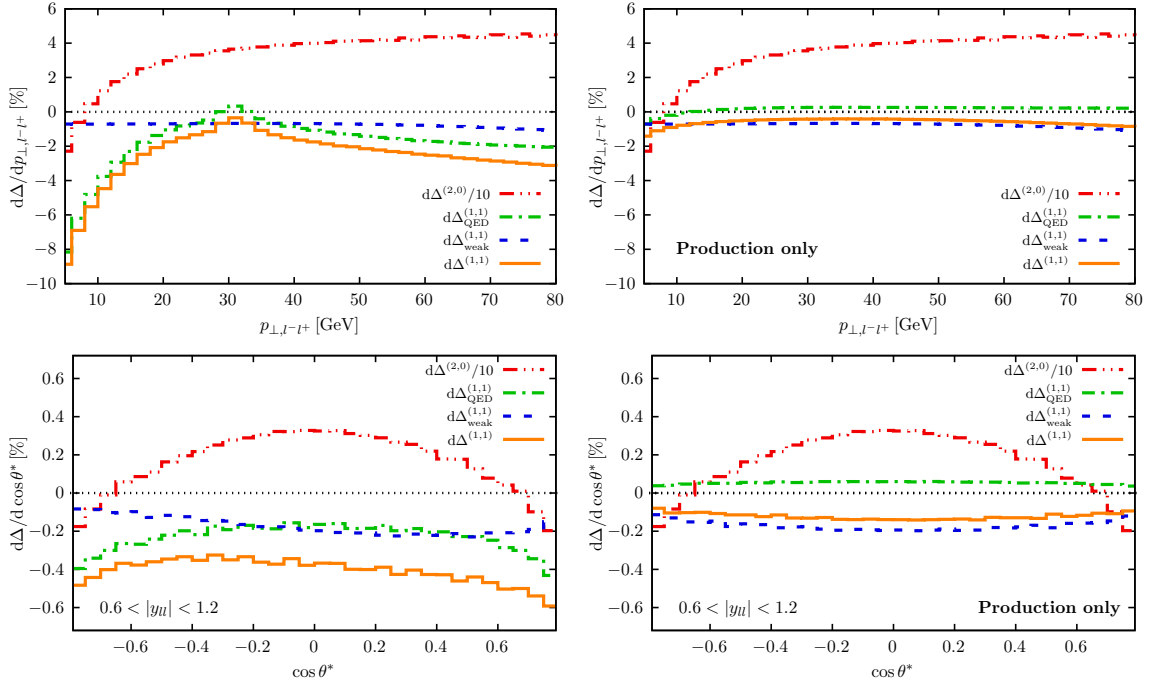 6
4
2
0
−2
−4
−6
−8
−10
10 20 30 40 50 60 70 80
dΔ/dp⊥,l−l+ [%]
p⊥,l−l+ [GeV]
dΔ(2,0)/10
dΔ(1,1)QED
dΔ(1,1)weak
dΔ(1,1)
6
4
2
0
−2
−4
−6
−8
−10
10 20 30 40 50 60 70 80
dΔ/dp⊥,l−l+ [%]
p⊥,l−l+ [GeV]
dΔ(2,0)/10
dΔ(1,1)QED
dΔ(1,1)weak
dΔ(1,1)
Production only
0.6
0.4
0.2
0
−0.2
−0.4
−0.6
−0.6 −0.4 −0.2 0 0.2 0.4 0.6
dΔ/d cos θ* [%]
cos θ*
dΔ(2,0)/10
dΔ(1,1)QED
dΔ(1,1)weak
dΔ(1,1)
0.6 < |yll| < 1.2
0.6
0.4
0.2
0
−0.2
−0.4
−0.6
−0.6 −0.4 −0.2 0 0.2 0.4 0.6
dΔ/d cos θ* [%]
cos θ*
dΔ(2,0)/10
dΔ(1,1)QED
dΔ(1,1)weak
dΔ(1,1)
0.6 < |yll| < 1.2
Production only